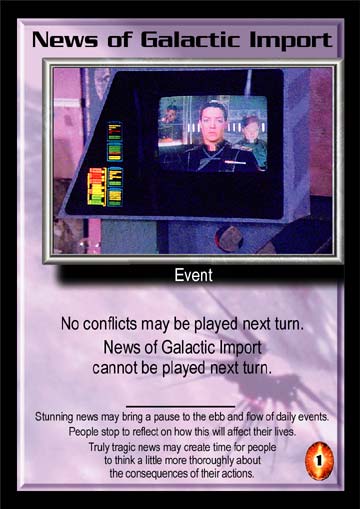 News of Galactic Import
Event
No conflicts may be played next turn.
News of Galactic Import
cannot be played next turn.
Stunning news may bring a pause to the ebb and flow of daily events.
People stop to reflect on how this will affect their lives.
Truly tragic news may create time for people
to think a little more thoroughly about
the consequences of their actions.
1